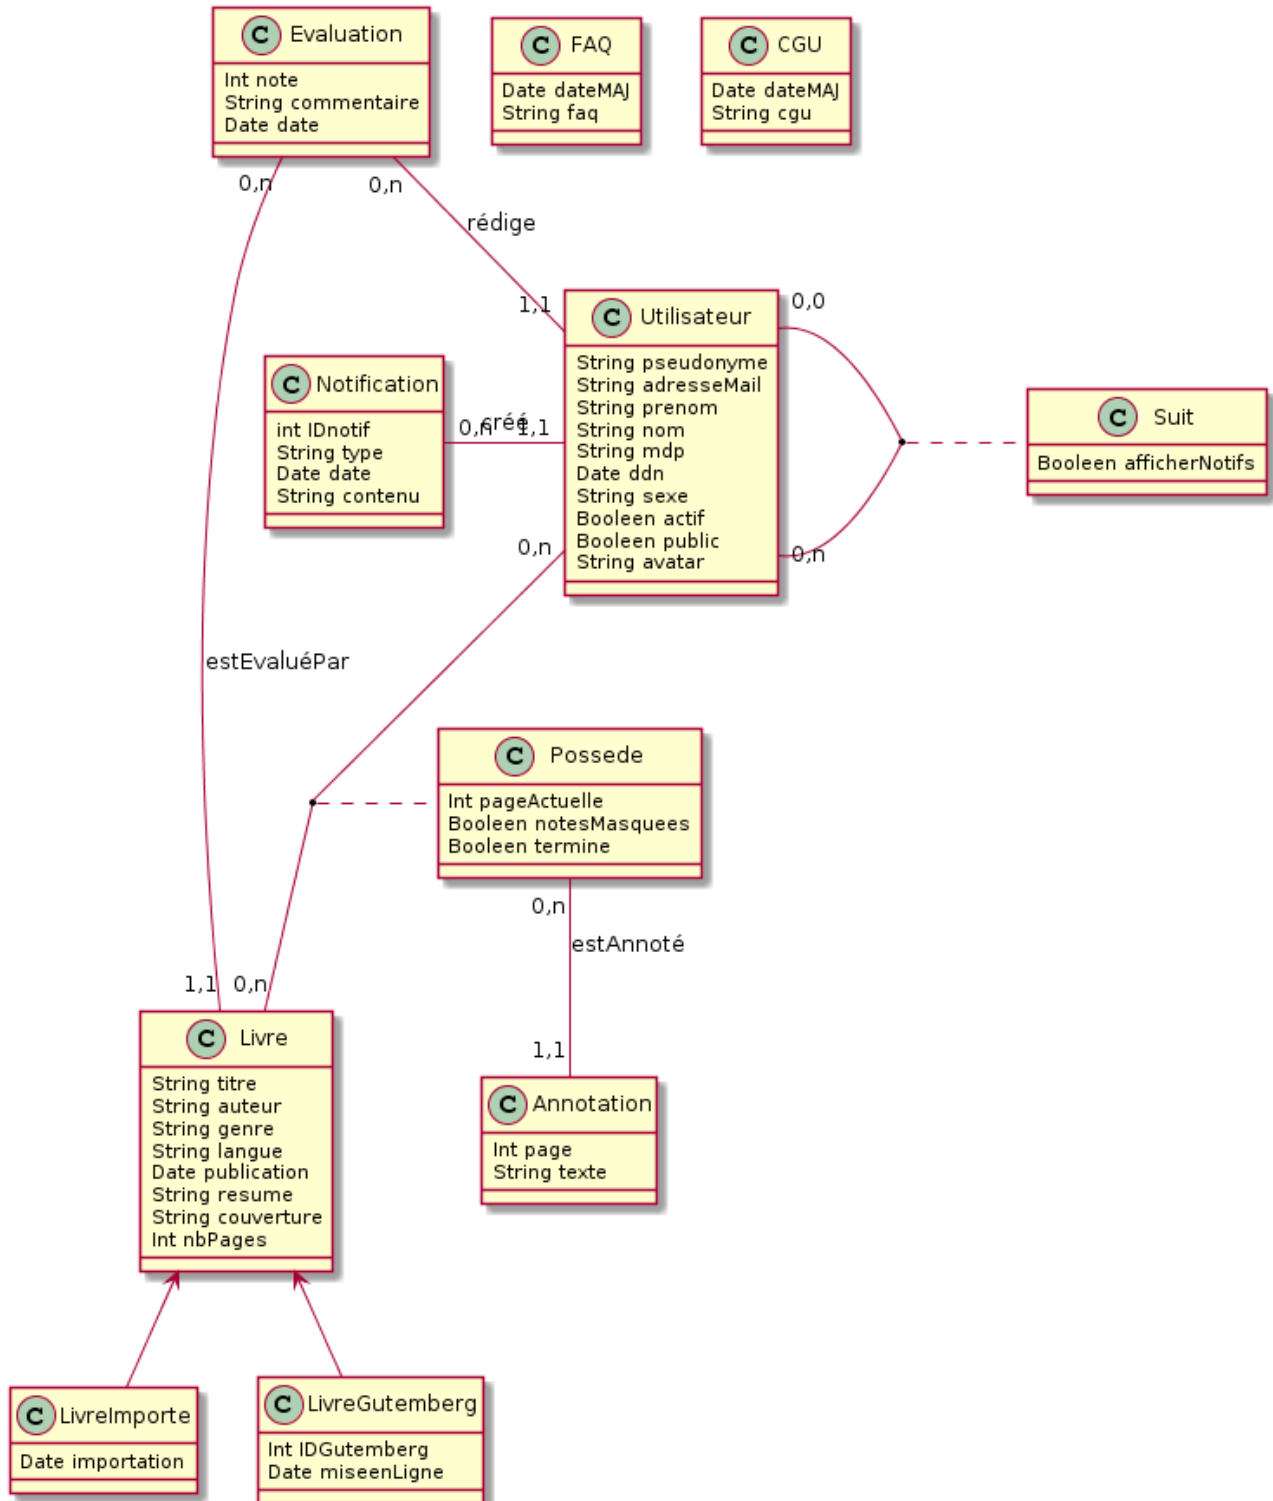 C Evaluation
Int note
String commentaire
Date date
C FAQ
Date dateMAJ
String faq
C CGU
Date dateMAJ
String cgu
0,n
0,n
rédige
1,1
0,0
C Utilisateur
String pseudonyme
String adresseMail
String prenom
String nom
String mdp
Date ddn
String sexe
Booleen actif
Booleen public
String avatar
C Notification
int IDnotif
String type
Date date
String contenu
0,n
créé
1,1
C Suit
Booleen afficherNotifs
0,n
0,n
estEvaluéPar
C Possede
Int pageActuelle
Booleen notesMasquees
Booleen termine
0,n
estAnnoté
1,1
0,n
1,1
C Livre
String titre
String auteur
String genre
String langue
Date publication
String resume
String couverture
Int nbPages
C Annotation
Int page
String texte
C LivreImporte
Date importation
C LivreGutemberg
Int IDGutemberg
Date miseenLigne